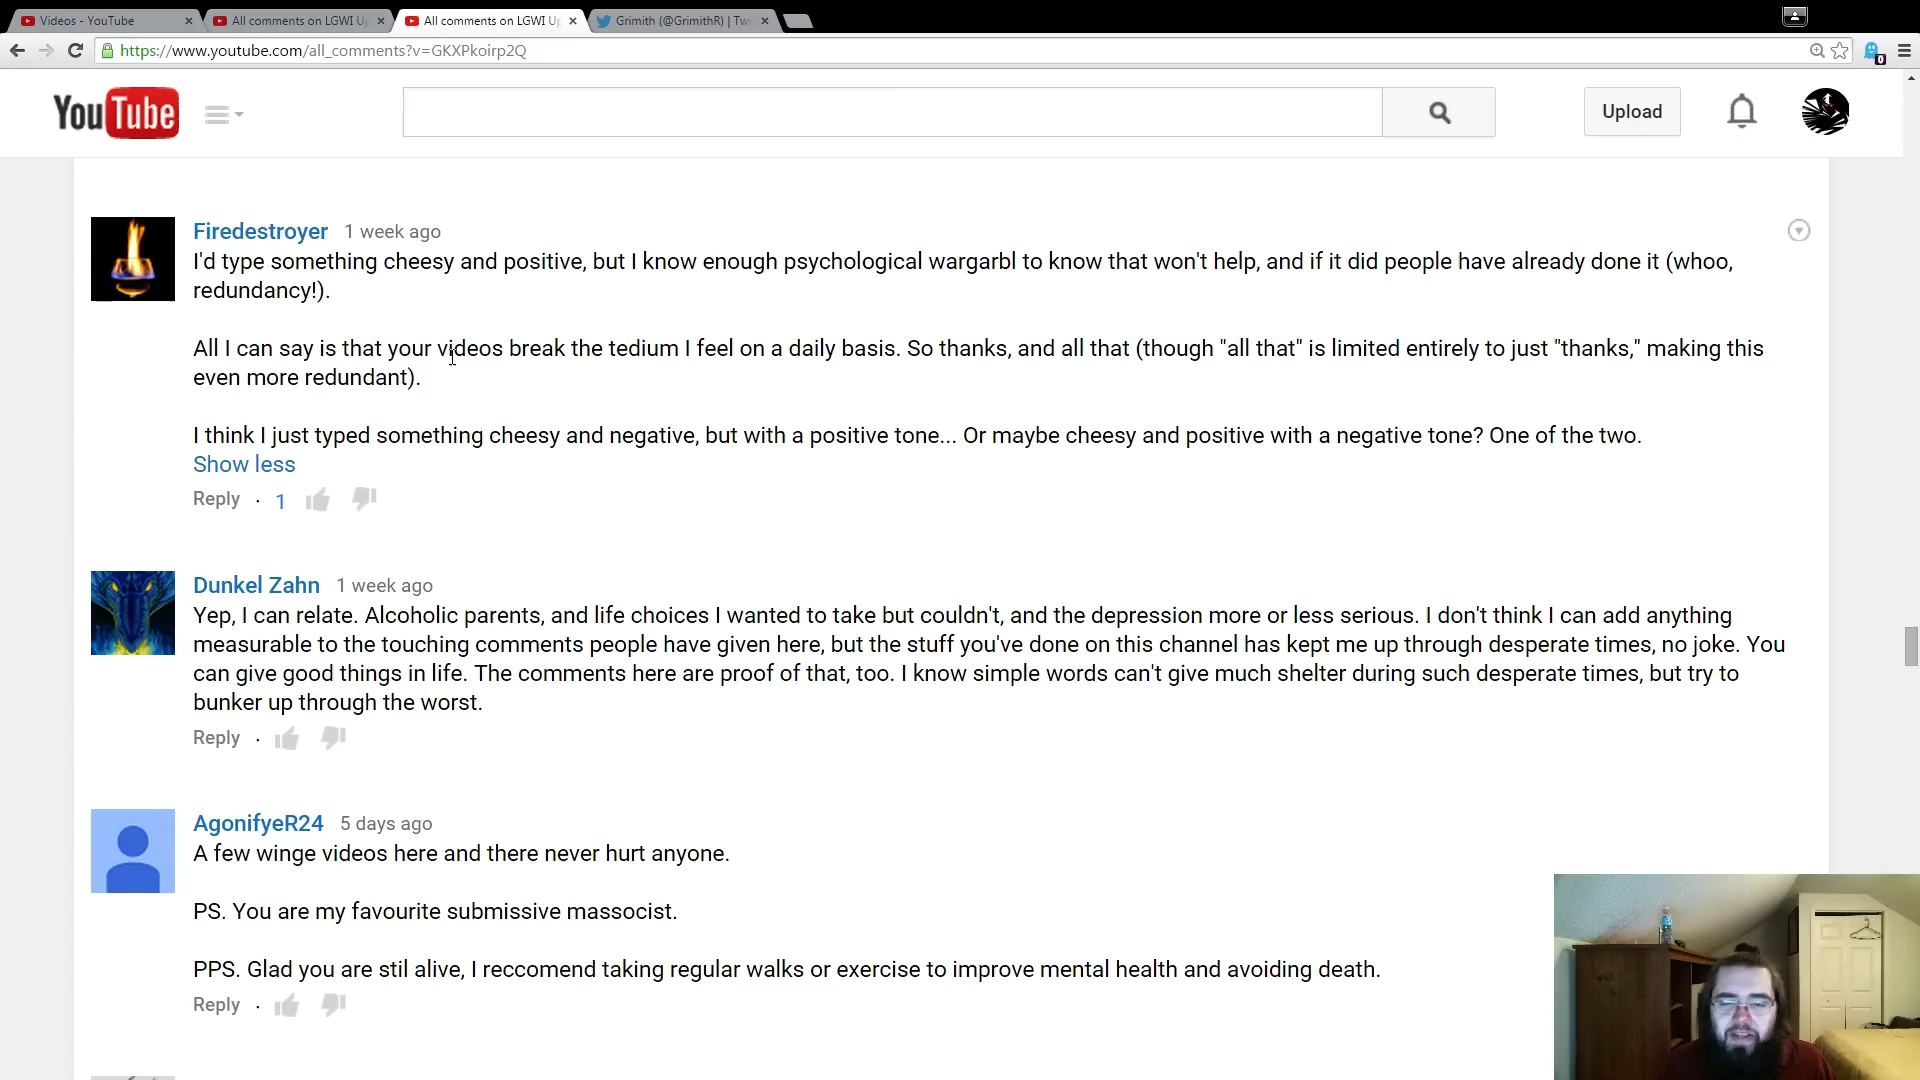 Videos - YouTube
All comments on LGWI Up
All comments on LGWI Up
Grimith (@GrimithR) | Tw
https://www.youtube.com/all_comments?v=GKXPkoirp2Q
0
YouTube
Upload
Firedestroyer 1 week ago
I'd type something cheesy and positive, but I know enough psychological wargarbl to know that won't help, and if it did people have already done it (whoo,
redundancy!).
All I can say is that your videos break the tedium I feel on a daily basis. So thanks, and all that (though "all that" is limited entirely to just "thanks," making this
even more redundant).
I think I just typed something cheesy and negative, but with a positive tone... Or maybe cheesy and positive with a negative tone? One of the two.
Show less
Reply · 1
Dunkel Zahn 1 week ago
Yep, I can relate. Alcoholic parents, and life choices I wanted to take but couldn't, and the depression more or less serious. I don't think I can add anything
measurable to the touching comments people have given here, but the stuff you've done on this channel has kept me up through desperate times, no joke. You
can give good things in life. The comments here are proof of that, too. I know simple words can't give much shelter during such desperate times, but try to
bunker up through the worst.
Reply ·
AgonifyeR24 5 days ago
A few winge videos here and there never hurt anyone.
PS. You are my favourite submissive massocist.
PPS. Glad you are stil alive, I reccomend taking regular walks or exercise to improve mental health and avoiding death.
Reply ·